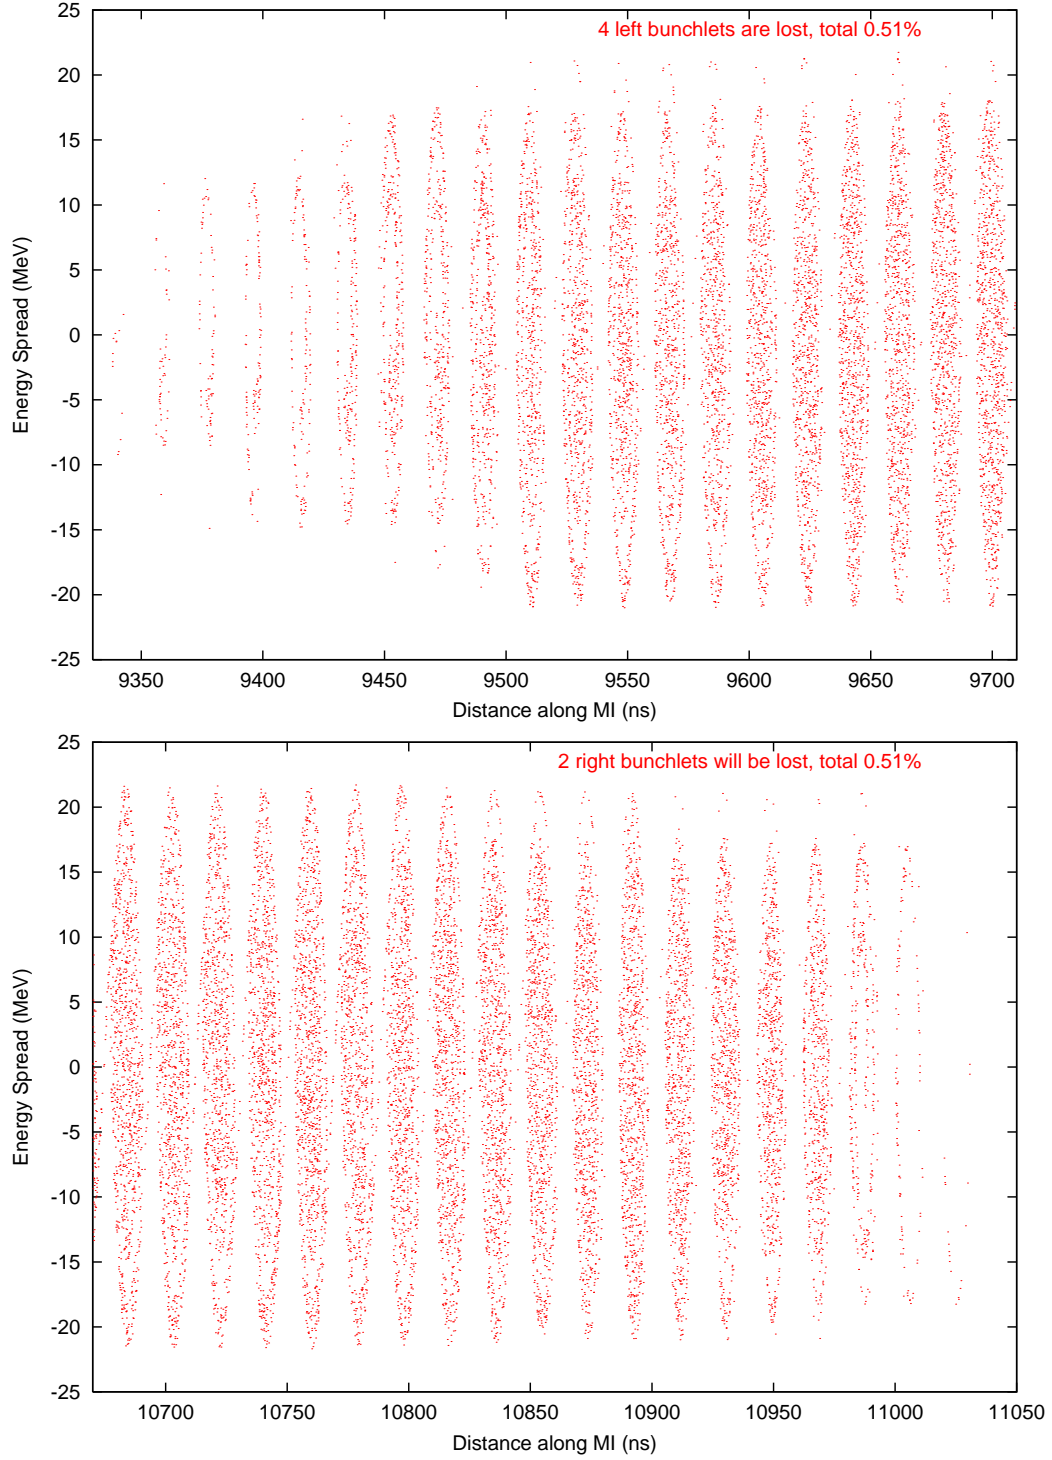 4 left bunchlets are lost, total 0.51%
25
20
15
10
5
0
-5
-10
-15
-20
-25
Energy Spread (MeV)
9350 9400 9450 9500 9550 9600 9650 9700
Distance along MI (ns)
2 right bunchlets will be lost, total 0.51%
25
20
15
10
5
0
-5
-10
-15
-20
-25
Energy Spread (MeV)
10700 10750 10800 10850 10900 10950 11000 11050
Distance along MI (ns)